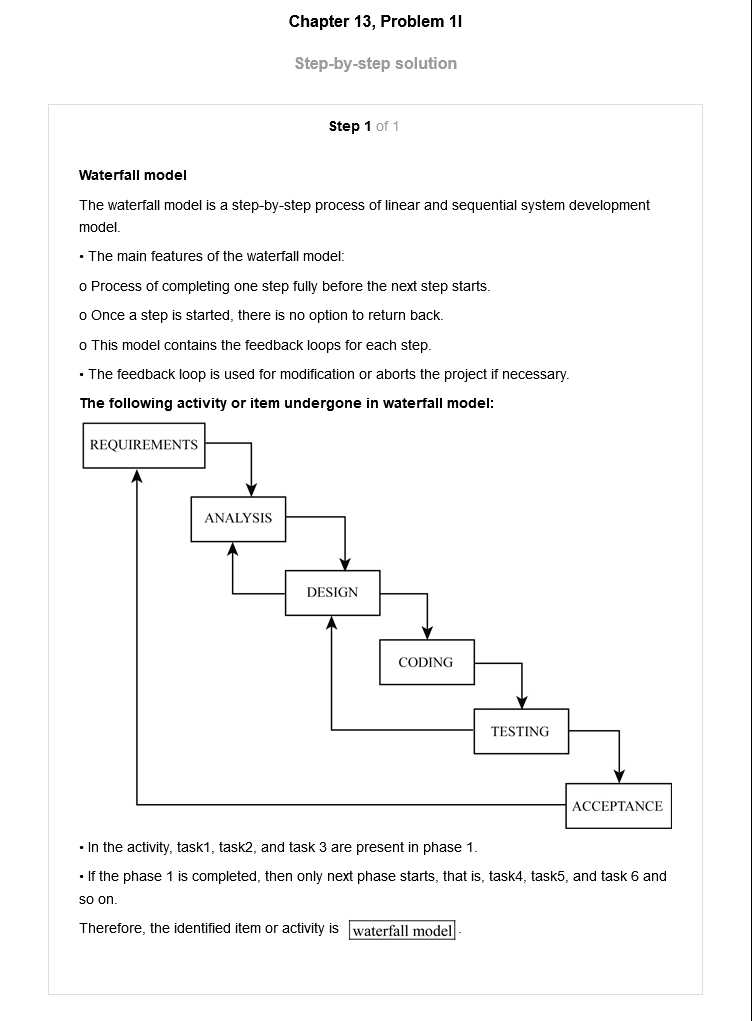 Chapter 13, Problem 1I
Step-by-step solution
Step 1 of 1
Waterfall model
The waterfall model is a step-by-step process of linear and sequential system development
model.
• The main features of the waterfall model:
o Process of completing one step fully before the next step starts.
o Once a step is started, there is no option to return back.
o This model contains the feedback loops for each step.
• The feedback loop is used for modification or aborts the project if necessary.
The following activity or item undergone in waterfall model:
REQUIREMENTS
ANALYSIS
DESIGN
CODING
TESTING
ACCEPTANCE
• In the activity, task1, task2, and task 3 are present in phase 1.
• If the phase 1 is completed, then only next phase starts, that is, task4, task5, and task 6 and
so on.
Therefore, the identified item or activity is waterfall model.